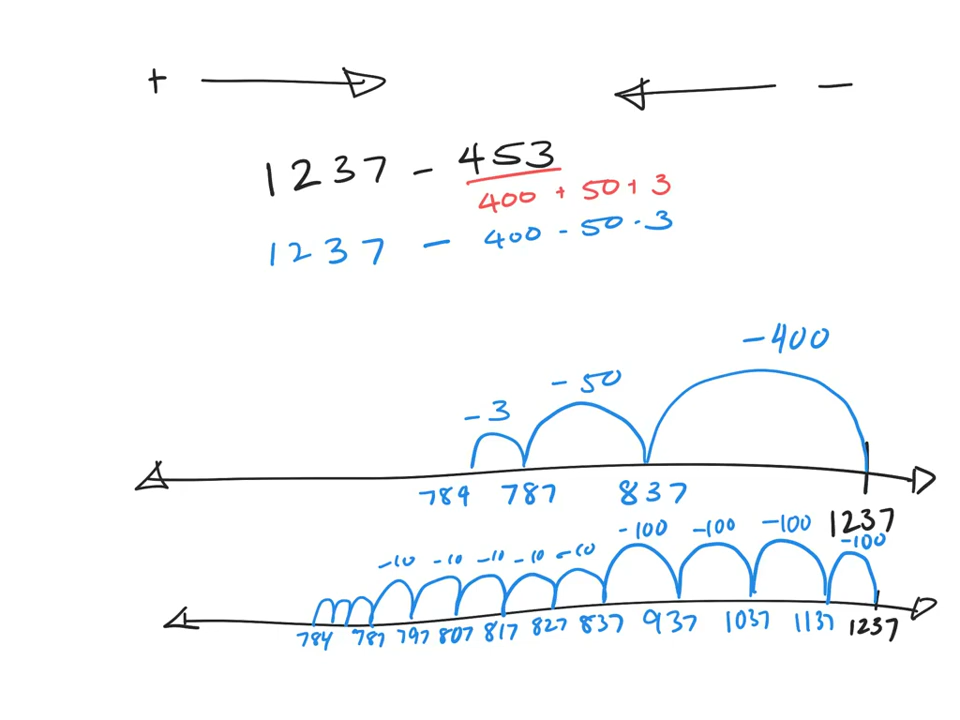 + −
1237 - 453
400 + 50 + 3
1237 - 400 - 50 - 3
-400
-50
-3
784 787 837 1237
-10 -10 -10 -10 -10 -100 -100 -100 -100
784 787 797 807 817 827 837 937 1037 1137 1237